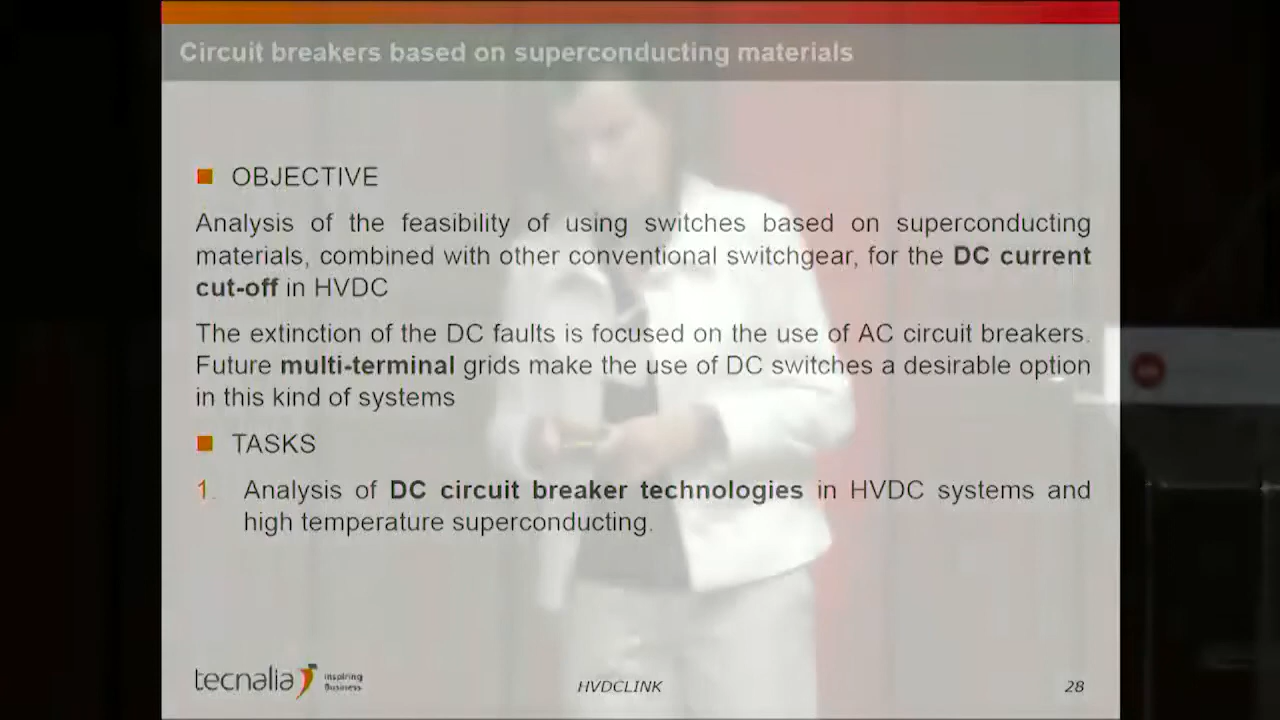 Circuit breakers based on superconducting materials
OBJECTIVE
Analysis of the feasibility of using switches based on superconducting
materials, combined with other conventional switchgear, for the DC current
cut-off in HVDC
The extinction of the DC faults is focused on the use of AC circuit breakers.
Future multi-terminal grids make the use of DC switches a desirable option
in this kind of systems
TASKS
1. Analysis of DC circuit breaker technologies in HVDC systems and
high temperature superconducting.
tecnalia inspiring
Business
HVDCLINK
28